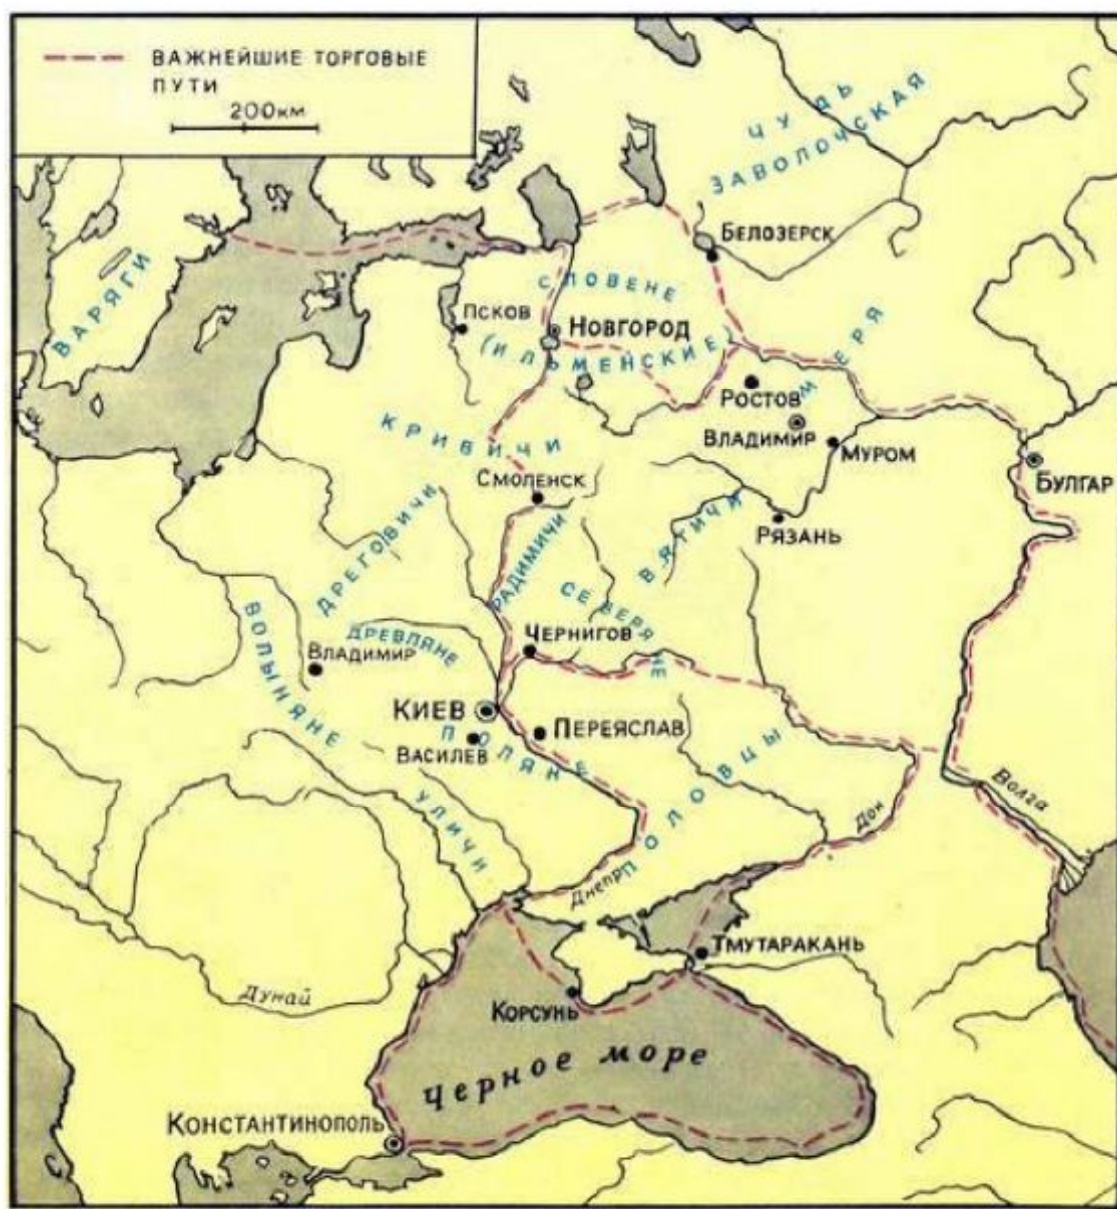 ВАЖНЕЙШИЕ ТОРГОВЫЕ
ПУТИ
200км
ЧУДЬ
ЗАВОЛОЧСКАЯ
БЕЛОЗЕРСК
ВАРЯГИ
СЛОВЕНЕ
ПСКОВ
НОВГОРОД
(ИЛЬМЕНСКИЕ)
МЕРЯ
РОСТОВ
ВЛАДИМИР
МУРОМ
КРИВИЧИ
БУЛГАР
СМОЛЕНСК
ДРЕГОВИЧИ
РАДИМИЧИ
ВЯТИЧИ
РЯЗАНЬ
СЕВЕРЯНЕ
ВОЛЫНЯНЕ
ДРЕВЛЯНЕ
ЧЕРНИГОВ
ВЛАДИМИР
КИЕВ
ПЕРЕЯСЛАВ
ПОЛЯНЕ
ВАСИЛЕВ
ПОЛОВЦЫ
УЛИЧИ
Волга
Дон
Днепр
ТМУТАРАКАНЬ
Дунай
КОРСУНЬ
Черное море
КОНСТАНТИНОПОЛЬ